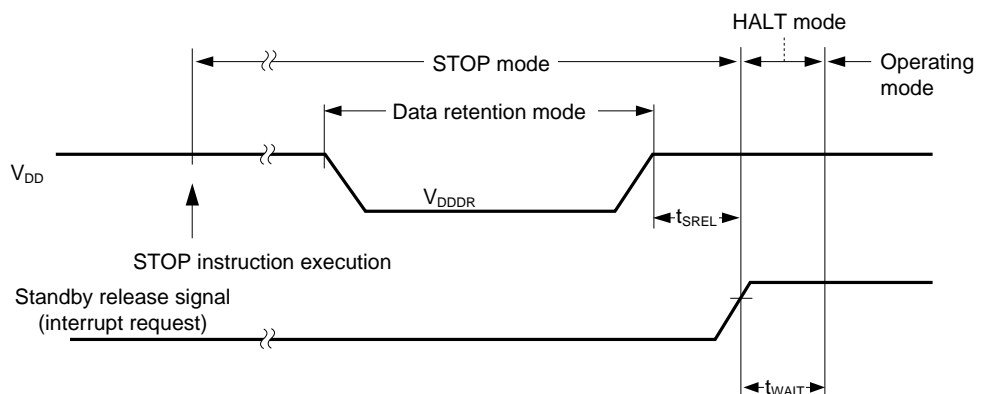 HALT mode
STOP mode
Operating
mode
Data retention mode
VDD
VDDDR
tSREL
STOP instruction execution
Standby release signal
(interrupt request)
tWAIT